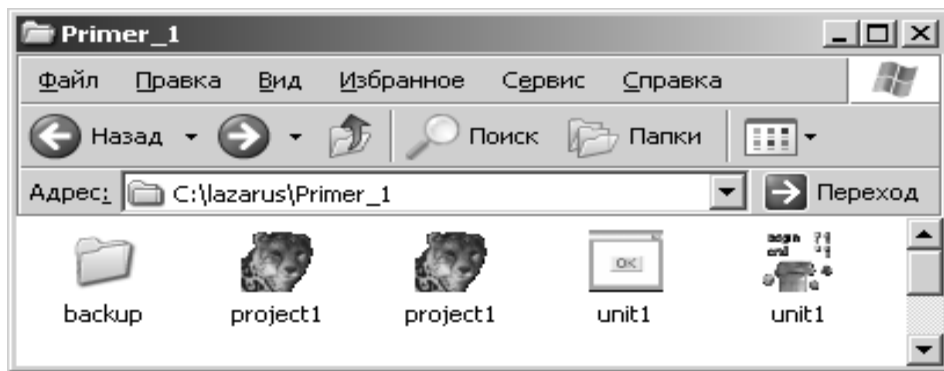 Primer_1
Файл Правка Вид Избранное Сервис Справка
Назад Поиск Папки
Адрес: C:\lazarus\Primer_1 Переход
OK
backup project1 project1 unit1 unit1